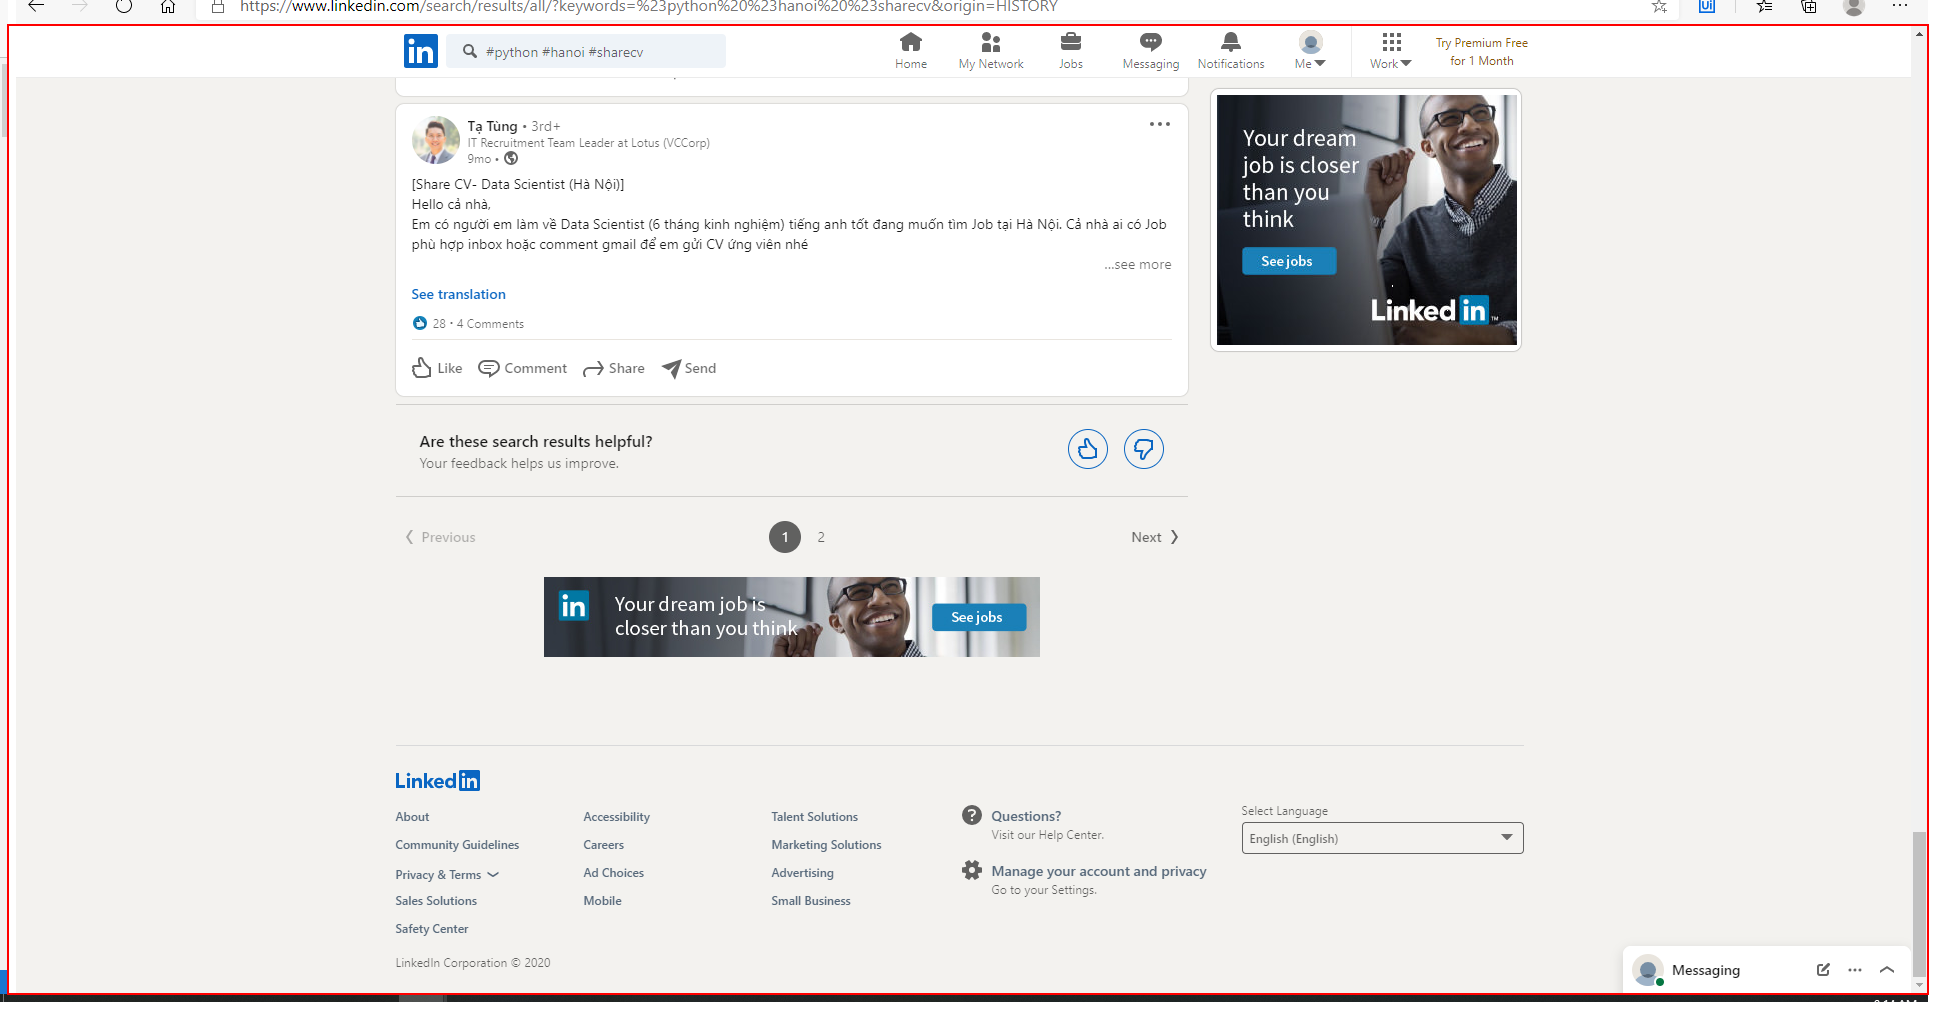 https://www.linkedin.com/search/results/all/?keywords=%23python%20%23hanoi%20%23sharecv&origin=HISTORY
in
#python #hanoi #sharecv
Home
My Network
Jobs
Messaging
Notifications
Me
Work
Try Premium Free
for 1 Month
Tạ Tùng • 3rd+
IT Recruitment Team Leader at Lotus (VCCorp)
9mo •
[Share CV- Data Scientist (Hà Nội)]
Hello cả nhà,
Em có người em làm về Data Scientist (6 tháng kinh nghiệm) tiếng anh tốt đang muốn tìm Job tại Hà Nội. Cả nhà ai có Job
phù hợp inbox hoặc comment gmail để em gửi CV ứng viên nhé
...see more
See translation
28 • 4 Comments
Like
Comment
Share
Send
Your dream
job is closer
than you
think
See jobs
Linked in ™
Are these search results helpful?
Your feedback helps us improve.
Previous
1
2
Next
in
Your dream job is
closer than you think
See jobs
Linked in
About
Accessibility
Talent Solutions
Community Guidelines
Careers
Marketing Solutions
Privacy & Terms
Ad Choices
Advertising
Sales Solutions
Mobile
Small Business
Safety Center
Questions?
Visit our Help Center.
Manage your account and privacy
Go to your Settings.
Select Language
English (English)
LinkedIn Corporation © 2020
Messaging